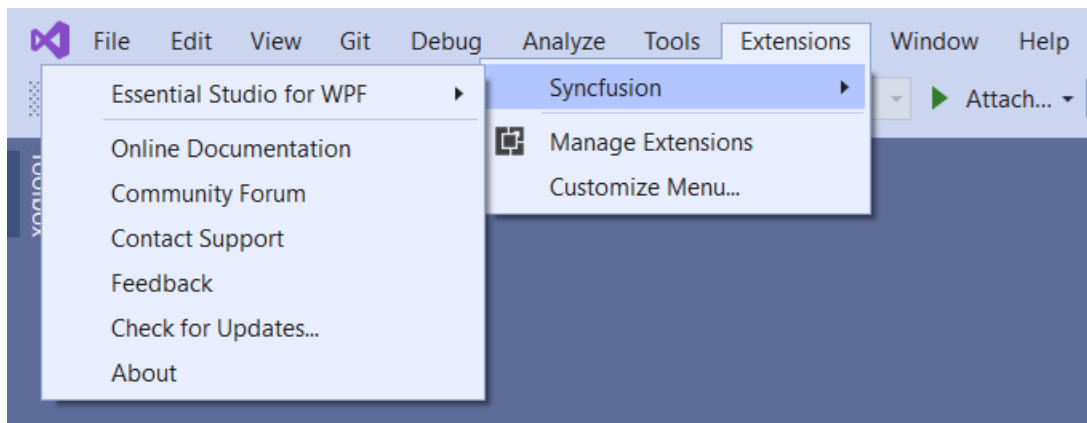 File Edit View Git Debug Analyze Tools Extensions Window Help
Essential Studio for WPF
Online Documentation
Community Forum
Contact Support
Feedback
Check for Updates...
About
Syncfusion
Manage Extensions
Customize Menu...
Attach...
Toolbox